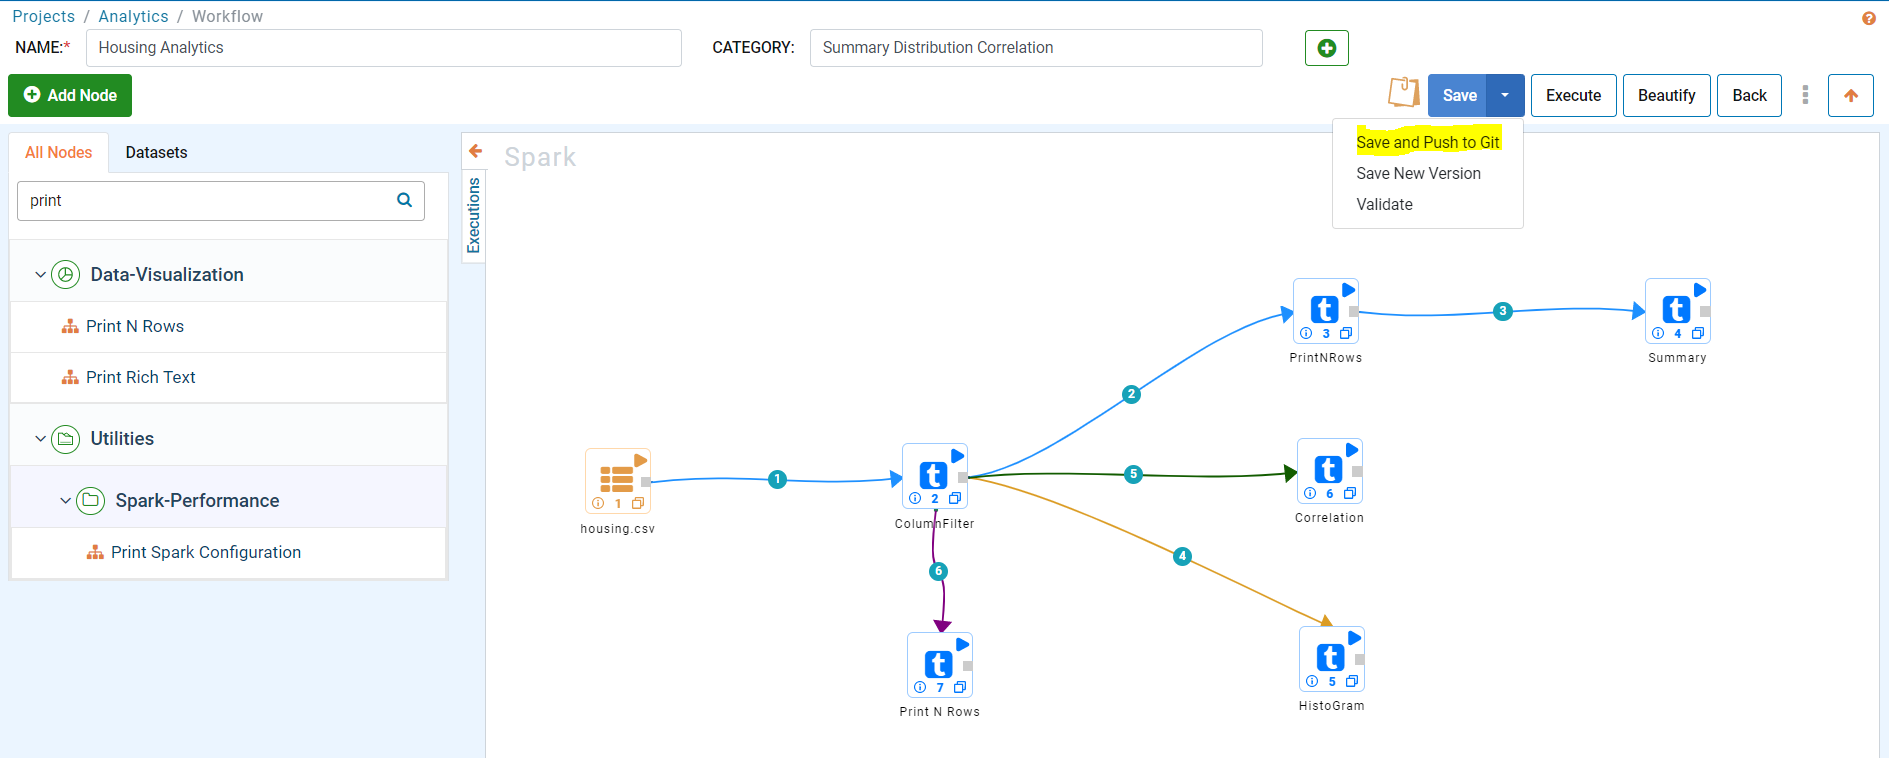 Projects / Analytics / Workflow
?
NAME:* Housing Analytics CATEGORY: Summary Distribution Correlation
Add Node Save Execute Beautify Back
All Nodes Datasets
print
Data-Visualization
Print N Rows
Print Rich Text
Utilities
Spark-Performance
Print Spark Configuration
Executions
Spark
Save and Push to Git
Save New Version
Validate
1
housing.csv
1
t
2
ColumnFilter
2
t
3
PrintNRows
3
t
4
Summary
5
t
6
Correlation
4
t
5
HistoGram
6
t
7
Print N Rows